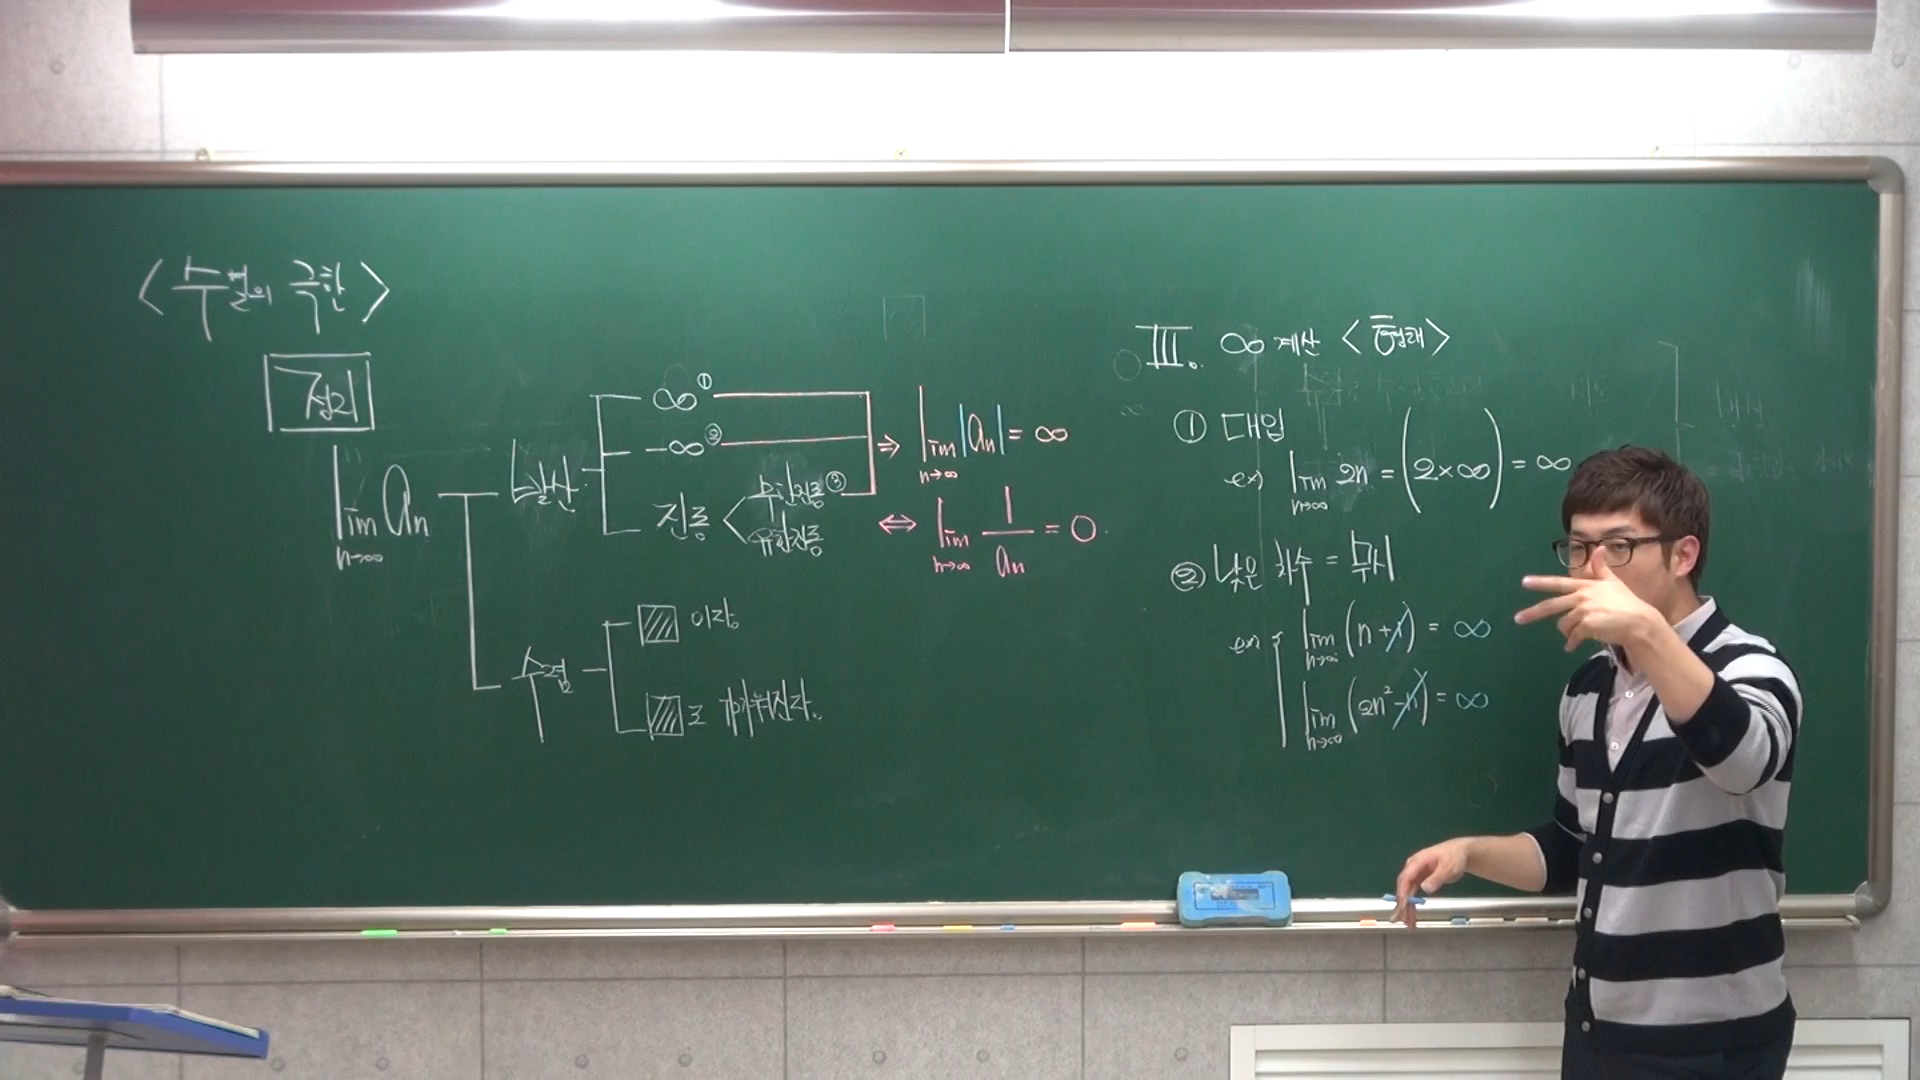 <수열의 극한>
정리
lim n→∞ an
발산
∞ ①
-∞ ②
진동 < 무한진동 ③
유한진동
⇒ lim n→∞ |an| = ∞
⇔ lim n→∞ 1/an = 0
수렴
이다.
로 가까워진다.
III. ∞ 계산 <꼴형태>
① 대입
ex) lim n→∞ 2n = (2×∞) = ∞
② 낮은 차수 = 무시
ex) lim n→∞ (n+1) = ∞
lim n→∞ (2n²-n) = ∞